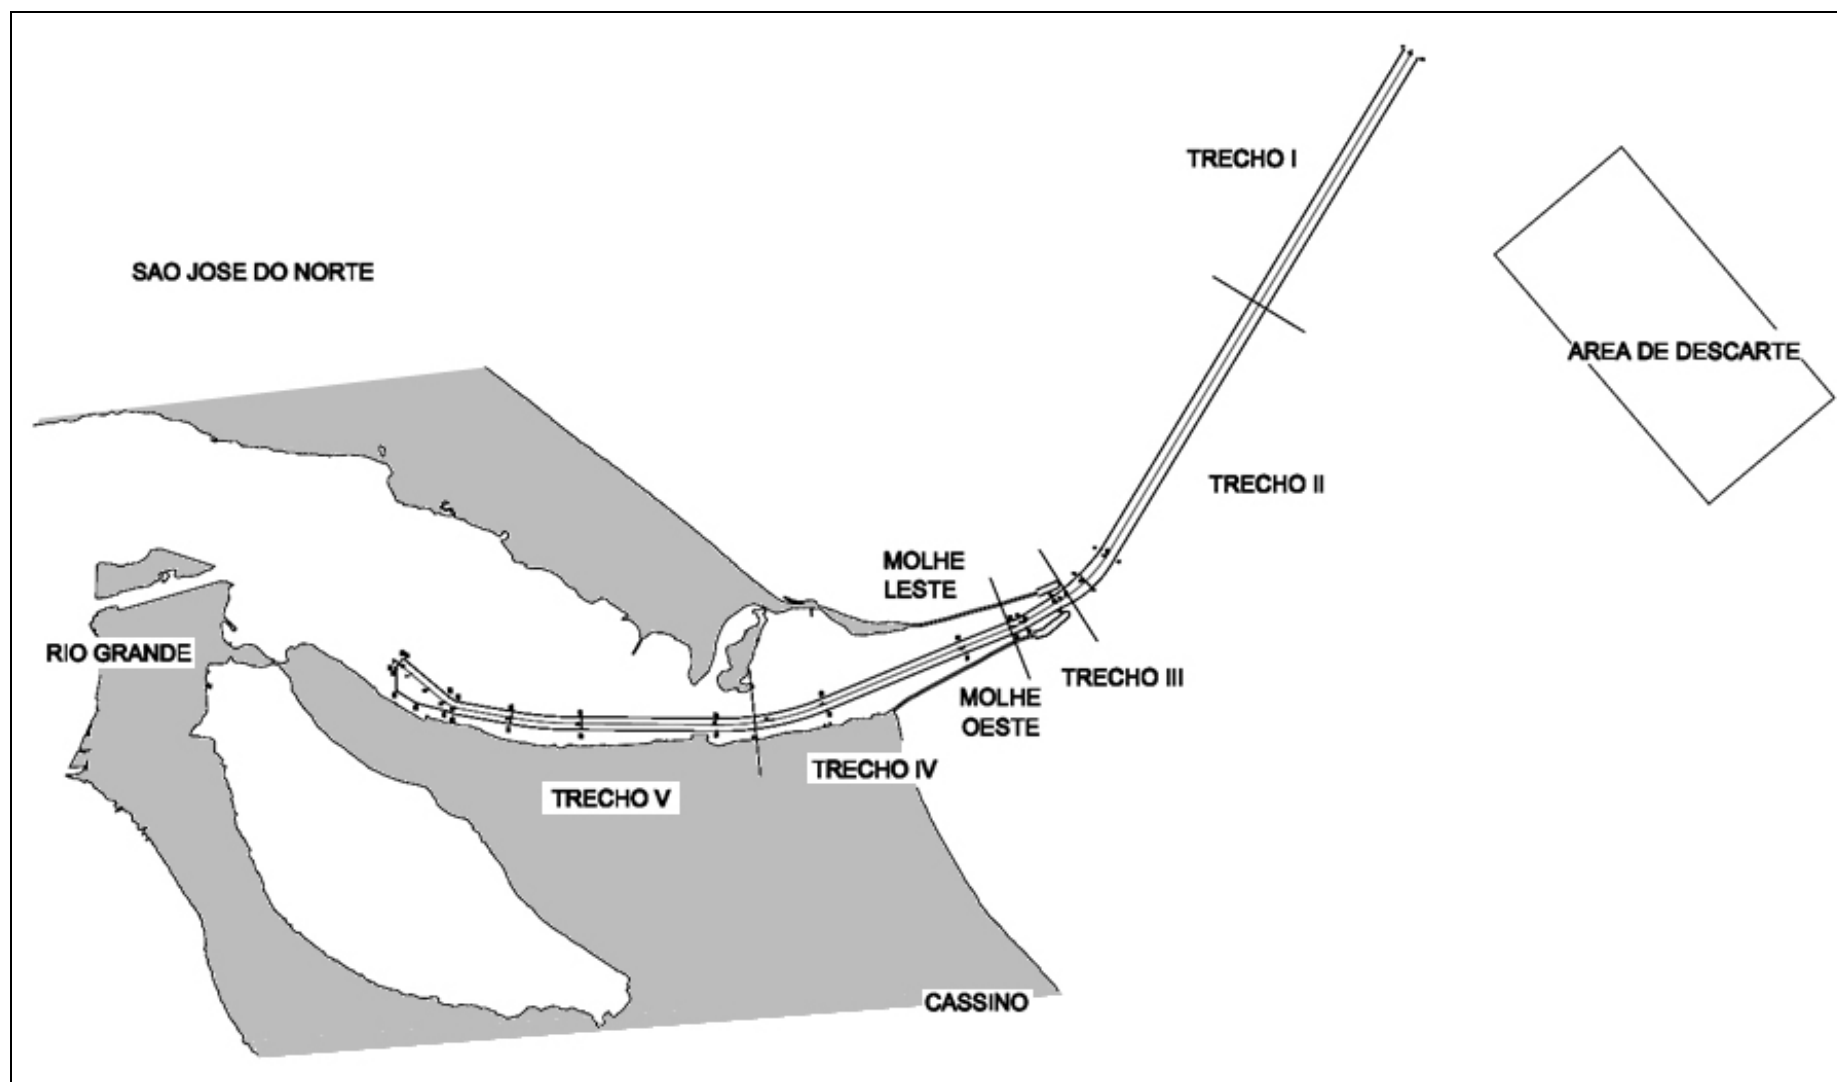 TRECHO I
SAO JOSE DO NORTE
AREA DE DESCARTE
TRECHO II
MOLHE
LESTE
RIO GRANDE
TRECHO III
MOLHE
OESTE
TRECHO IV
TRECHO V
CASSINO